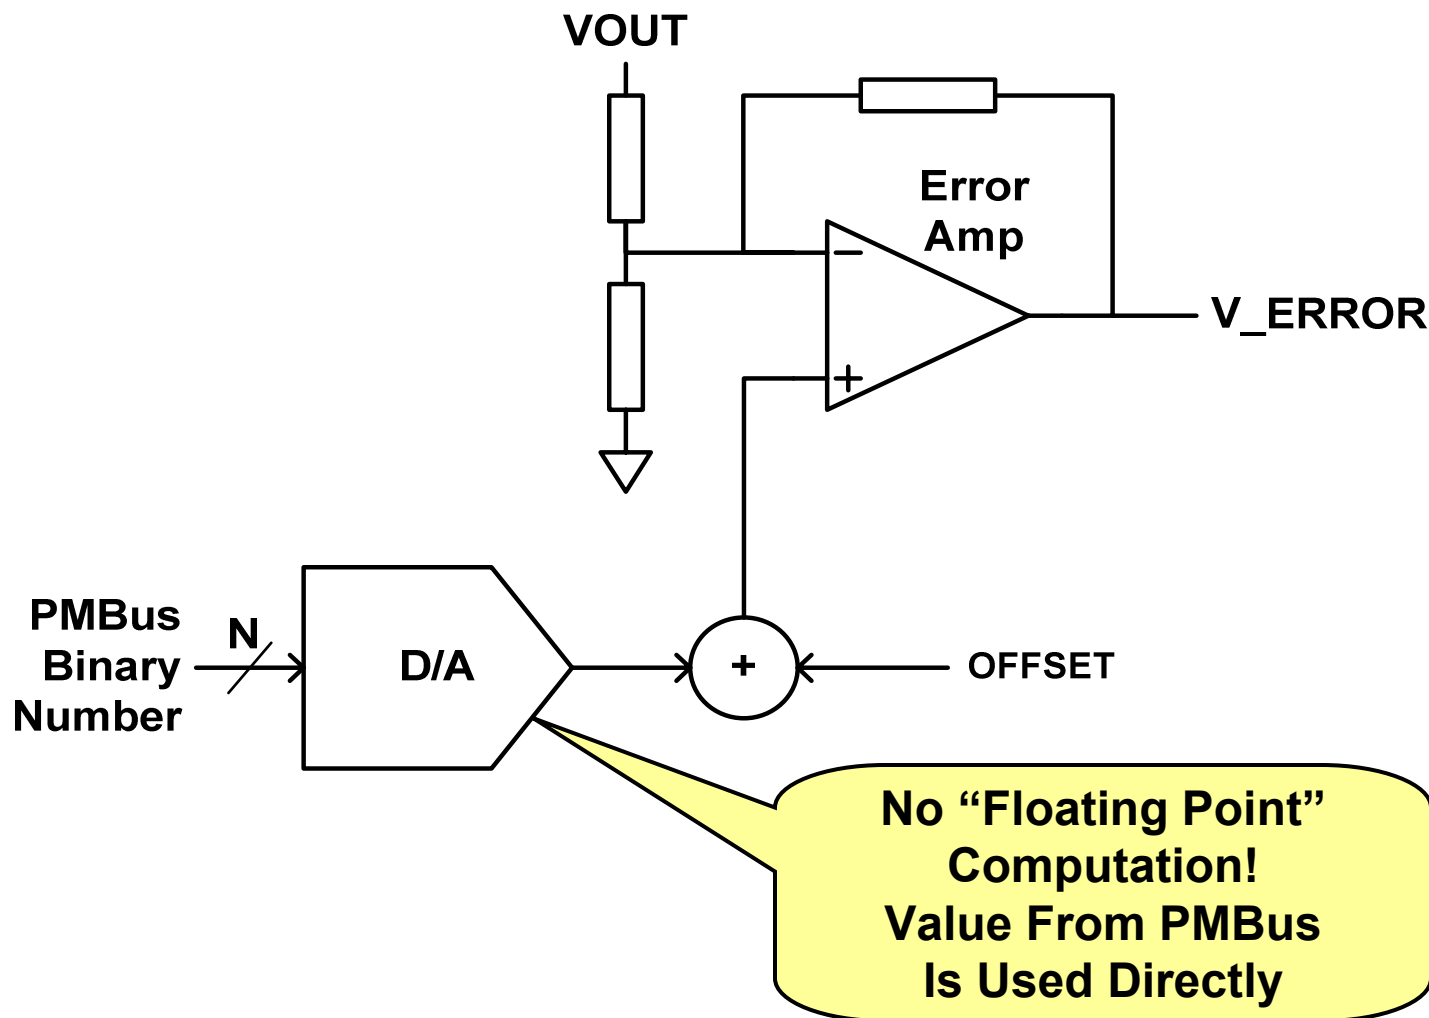 VOUT
Error
Amp
−
+
V_ERROR
PMBus
Binary
Number
N
D/A
+
OFFSET
No “Floating Point”
Computation!
Value From PMBus
Is Used Directly